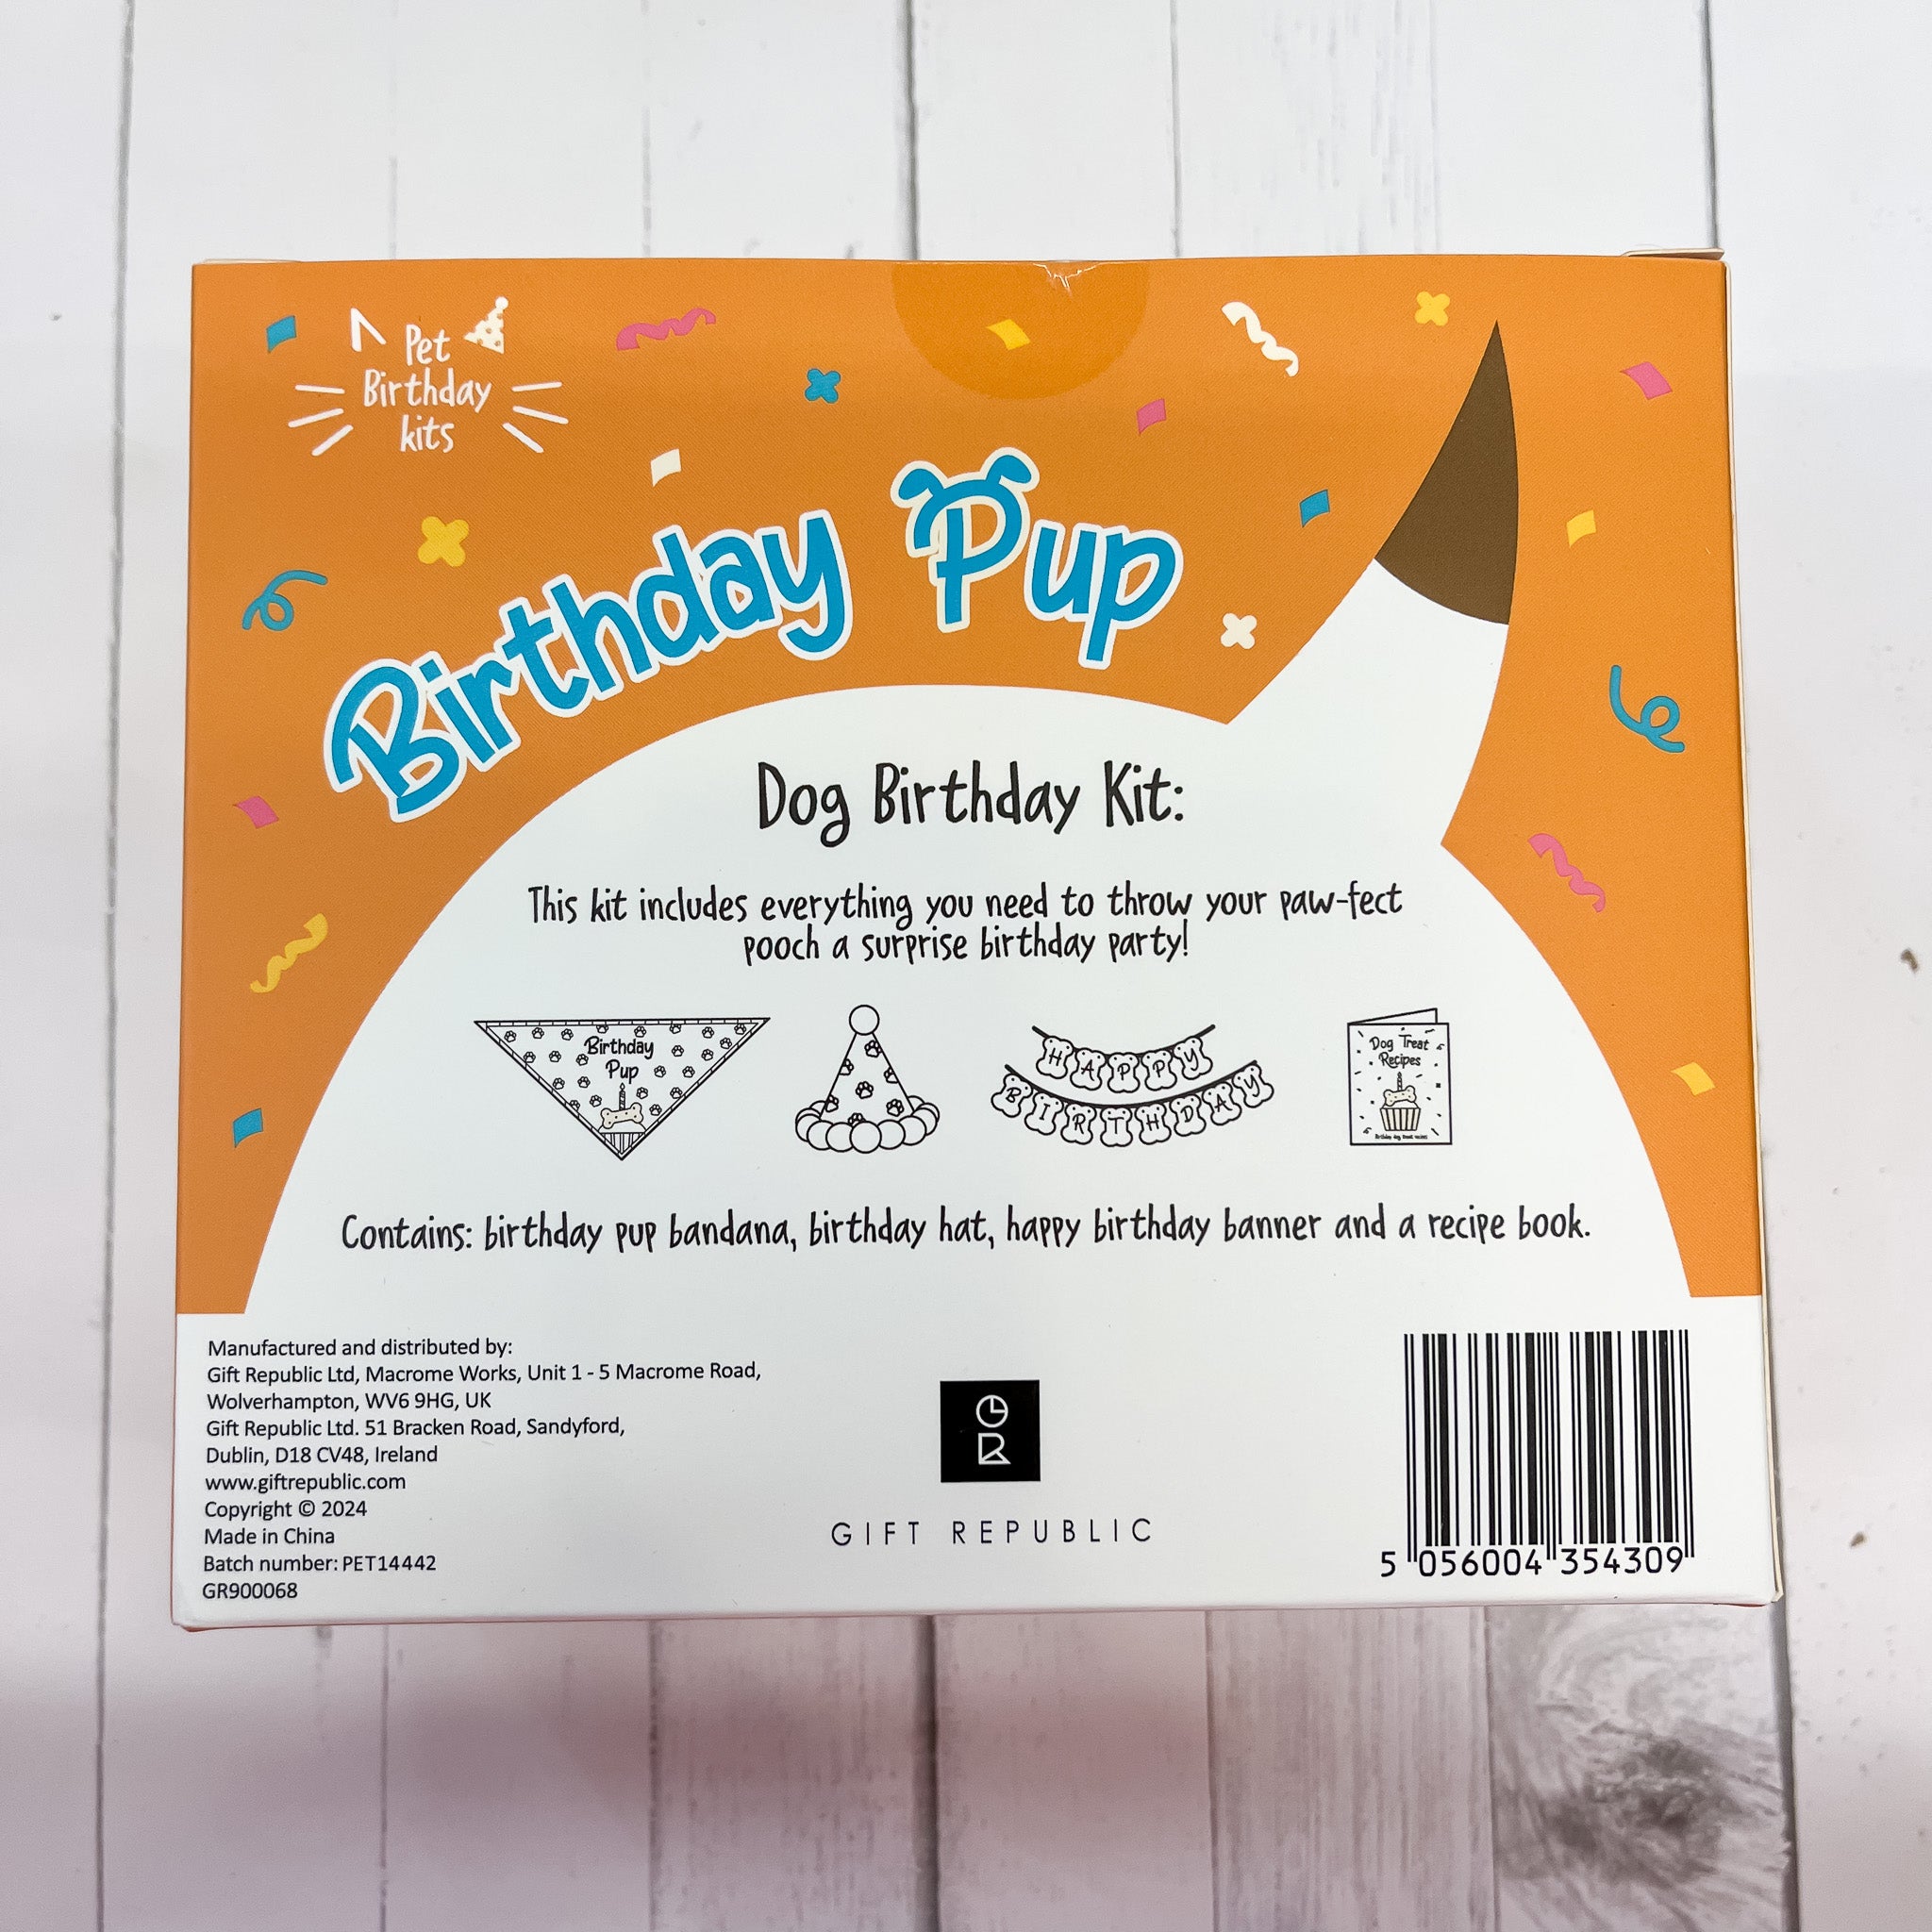 Pet
Birthday
kits
Birthday Pup
Dog Birthday Kit:
This kit includes everything you need to throw your paw-fect
pooch a surprise birthday party!
Birthday
Pup
HAPPY
BIRTHDAY
Dog Treat
Recipes
Contains: birthday pup bandana, birthday hat, happy birthday banner and a recipe book.
Manufactured and distributed by:
Gift Republic Ltd, Macrome Works, Unit 1 - 5 Macrome Road,
Wolverhampton, WV6 9HG, UK
Gift Republic Ltd. 51 Bracken Road, Sandyford,
Dublin, D18 CV48, Ireland
www.giftrepublic.com
Copyright © 2024
Made in China
Batch number: PET14442
GR900068
GIFT REPUBLIC
5 056004 354309